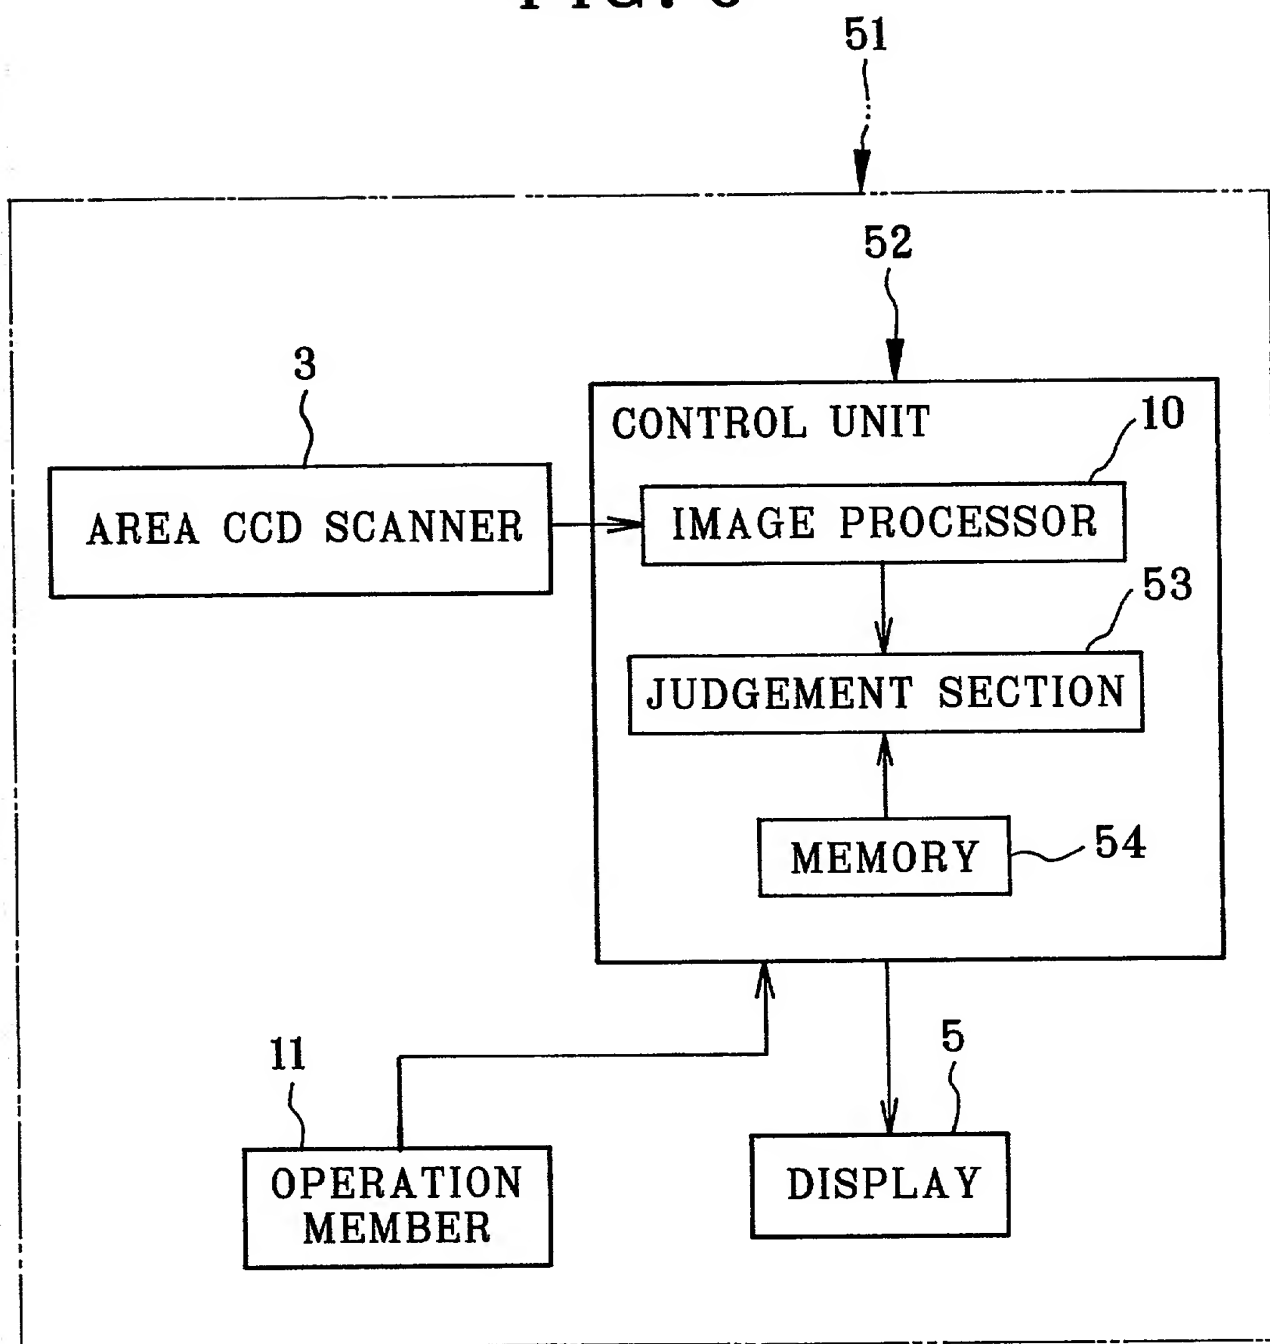 51
52
3
CONTROL UNIT
10
AREA CCD SCANNER
IMAGE PROCESSOR
53
JUDGEMENT SECTION
MEMORY
54
11
5
OPERATION
MEMBER
DISPLAY